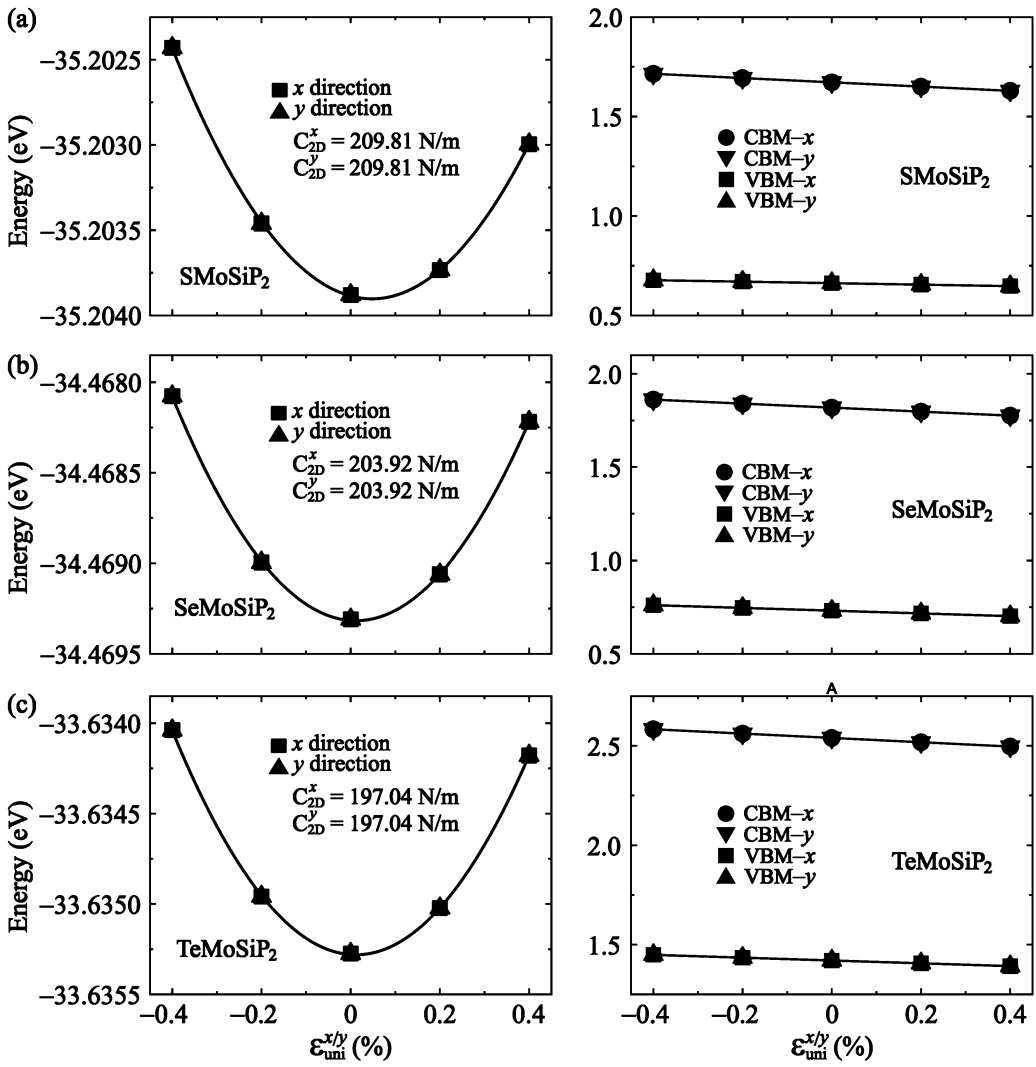 (a)
−35.2025
−35.2030
−35.2035
−35.2040
Energy (eV)
x direction
y direction
C₂Dˣ = 209.81 N/m
C₂Dʸ = 209.81 N/m
SMoSiP₂
2.0
1.5
1.0
0.5
CBM–x
CBM–y
VBM–x
VBM–y
SMoSiP₂
(b)
−34.4680
−34.4685
−34.4690
−34.4695
Energy (eV)
x direction
y direction
C₂Dˣ = 203.92 N/m
C₂Dʸ = 203.92 N/m
SeMoSiP₂
2.0
1.5
1.0
0.5
CBM–x
CBM–y
VBM–x
VBM–y
SeMoSiP₂
(c)
−33.6340
−33.6345
−33.6350
−33.6355
Energy (eV)
x direction
y direction
C₂Dˣ = 197.04 N/m
C₂Dʸ = 197.04 N/m
TeMoSiP₂
−0.4 −0.2 0 0.2 0.4
εuniˣ/ʸ (%)
A
2.5
2.0
1.5
CBM–x
CBM–y
VBM–x
VBM–y
TeMoSiP₂
−0.4 −0.2 0 0.2 0.4
εuniˣ/ʸ (%)